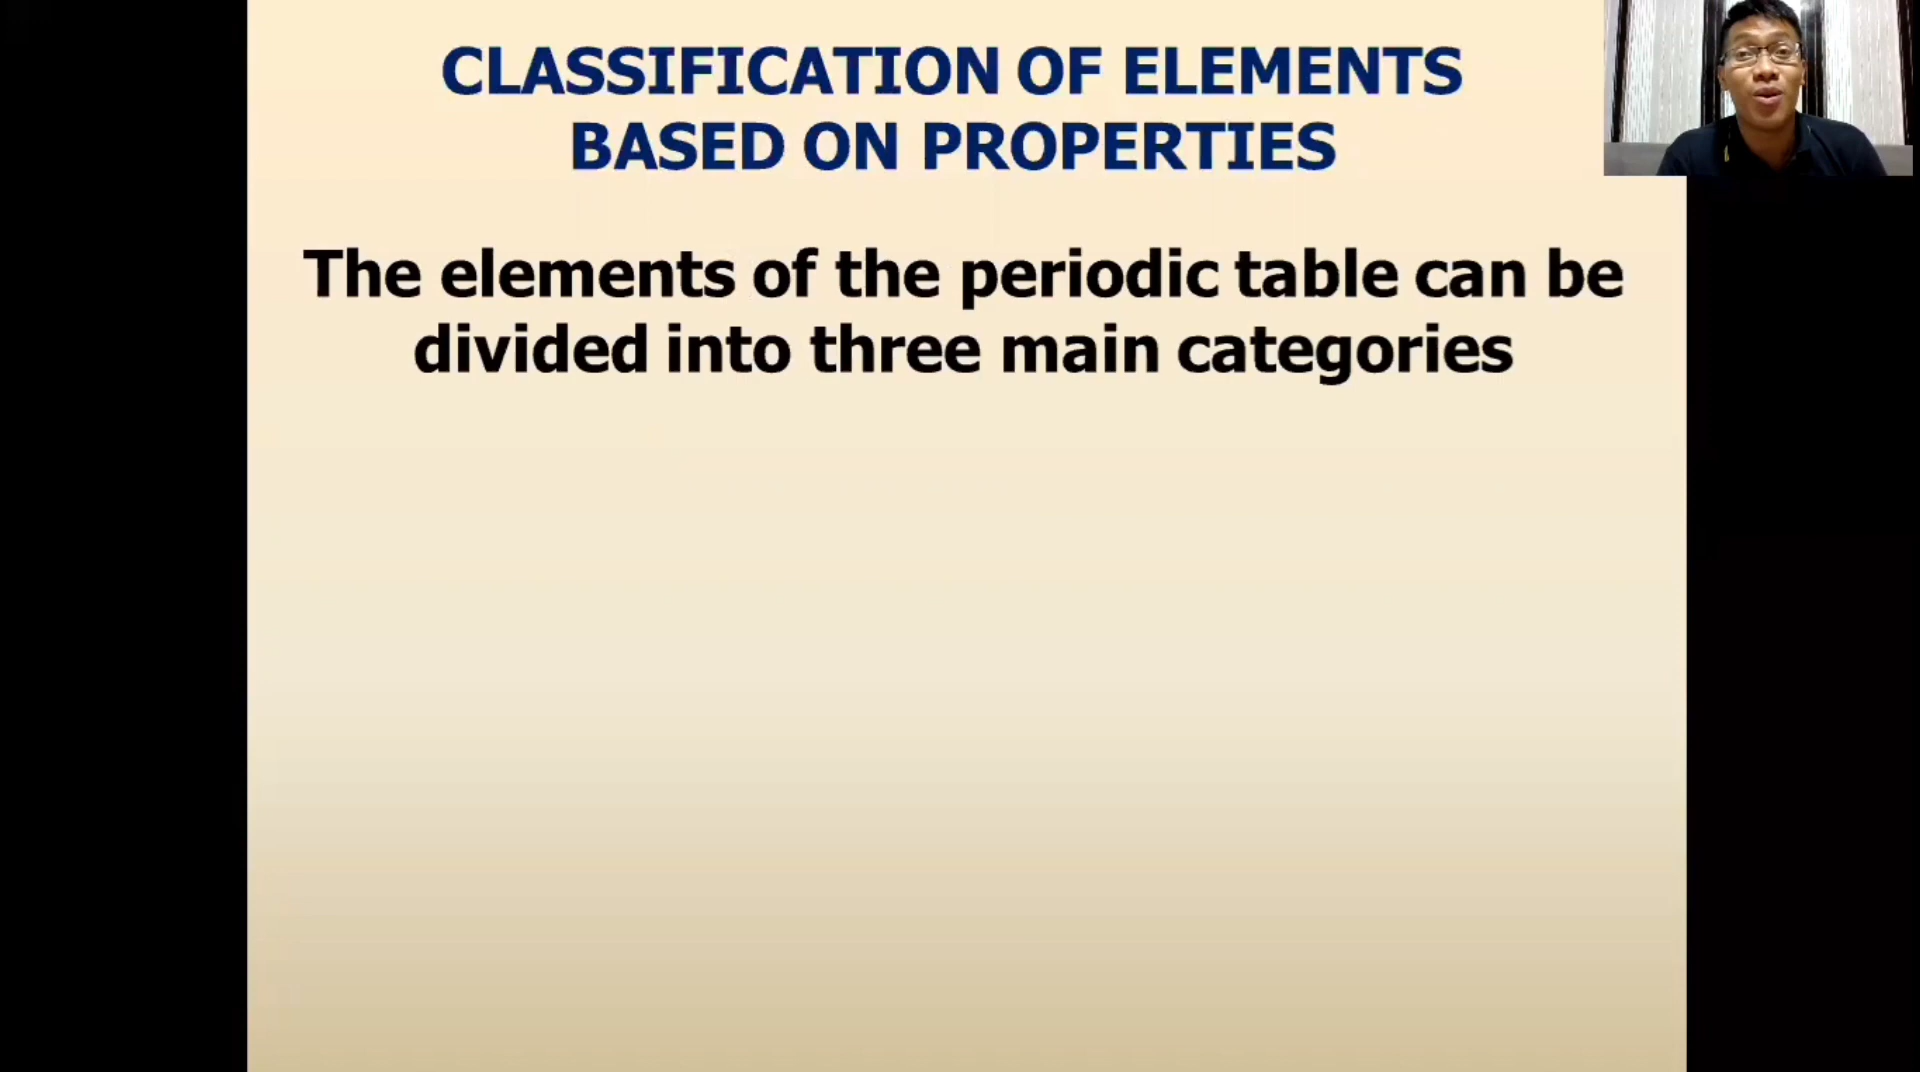 CLASSIFICATION OF ELEMENTS
BASED ON PROPERTIES
The elements of the periodic table can be
divided into three main categories